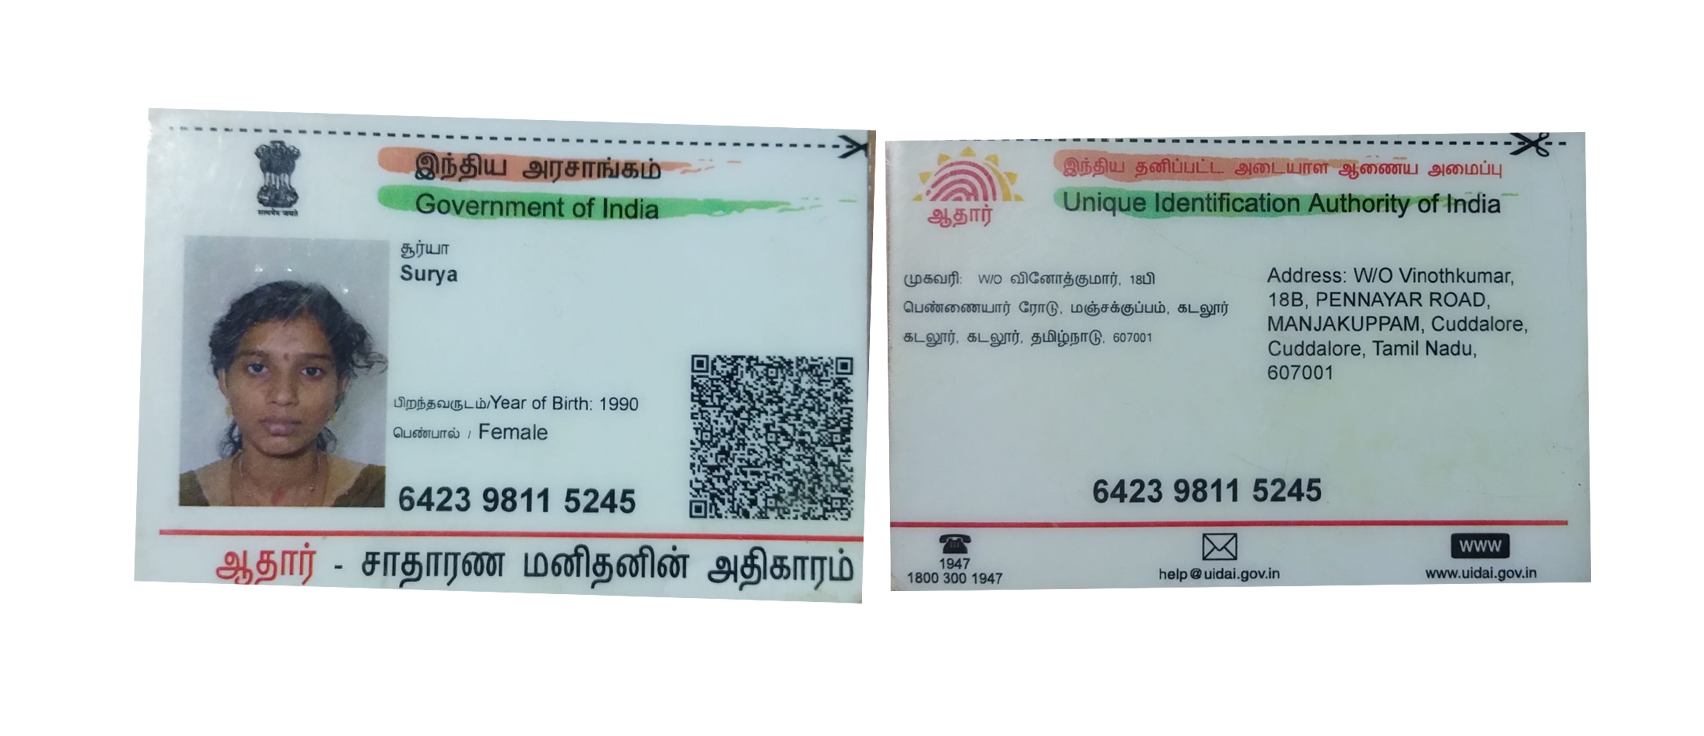 இந்திய அரசாங்கம்
Government of India
सत्यमेव जयते
சூர்யா
Surya
பிறந்தவருடம்/Year of Birth: 1990
பெண்பால் / Female
6423 9811 5245
ஆதார் - சாதாரண மனிதனின் அதிகாரம்
இந்திய தனிப்பட்ட அடையாள ஆணைய அமைப்பு
Unique Identification Authority of India
ஆதார்
முகவரி: W/O வினோத்குமார், 18பி
பெண்ணையார் ரோடு, மஞ்சக்குப்பம், கடலூர்
கடலூர், கடலூர், தமிழ்நாடு, 607001
Address: W/O Vinothkumar,
18B, PENNAYAR ROAD,
MANJAKUPPAM, Cuddalore,
Cuddalore, Tamil Nadu,
607001
6423 9811 5245
1947
1800 300 1947
help@uidai.gov.in
www
www.uidai.gov.in